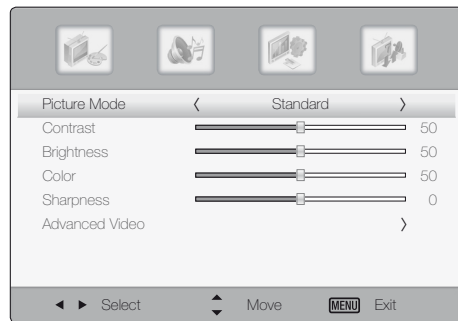 Picture Mode 〈 Standard 〉
Contrast 50
Brightness 50
Color 50
Sharpness 0
Advanced Video 〉
◄ ► Select ▲▼ Move MENU Exit